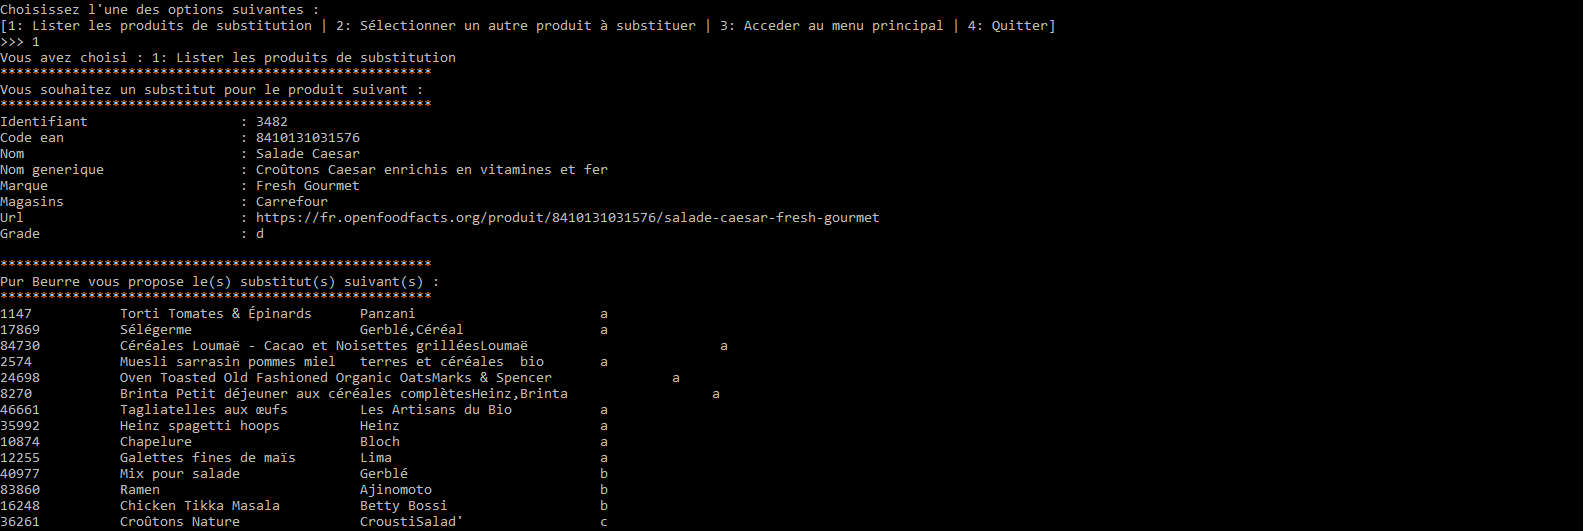 Choisissez l'une des options suivantes :
[1: Lister les produits de substitution | 2: Sélectionner un autre produit à substituer | 3: Acceder au menu principal | 4: Quitter]
>>> 1
Vous avez choisi : 1: Lister les produits de substitution
******************************************************
Vous souhaitez un substitut pour le produit suivant :
******************************************************
Identifiant : 3482
Code ean : 8410131031576
Nom : Salade Caesar
Nom generique : Croûtons Caesar enrichis en vitamines et fer
Marque : Fresh Gourmet
Magasins : Carrefour
Url : https://fr.openfoodfacts.org/produit/8410131031576/salade-caesar-fresh-gourmet
Grade : d
******************************************************
Pur Beurre vous propose le(s) substitut(s) suivant(s) :
******************************************************
1147 Torti Tomates & Épinards Panzani a
17869 Sélégerme Gerblé,Céréal a
84730 Céréales Loumaë - Cacao et Noisettes grilléesLoumaë a
2574 Muesli sarrasin pommes miel terres et céréales  bio a
24698 Oven Toasted Old Fashioned Organic OatsMarks & Spencer a
8270 Brinta Petit déjeuner aux céréales complètesHeinz,Brinta a
46661 Tagliatelles aux œufs Les Artisans du Bio a
35992 Heinz spagetti hoops Heinz a
10874 Chapelure Bloch a
12255 Galettes fines de maïs Lima a
40977 Mix pour salade Gerblé b
83860 Ramen Ajinomoto b
16248 Chicken Tikka Masala Betty Bossi b
36261 Croûtons Nature CroustiSalad' c